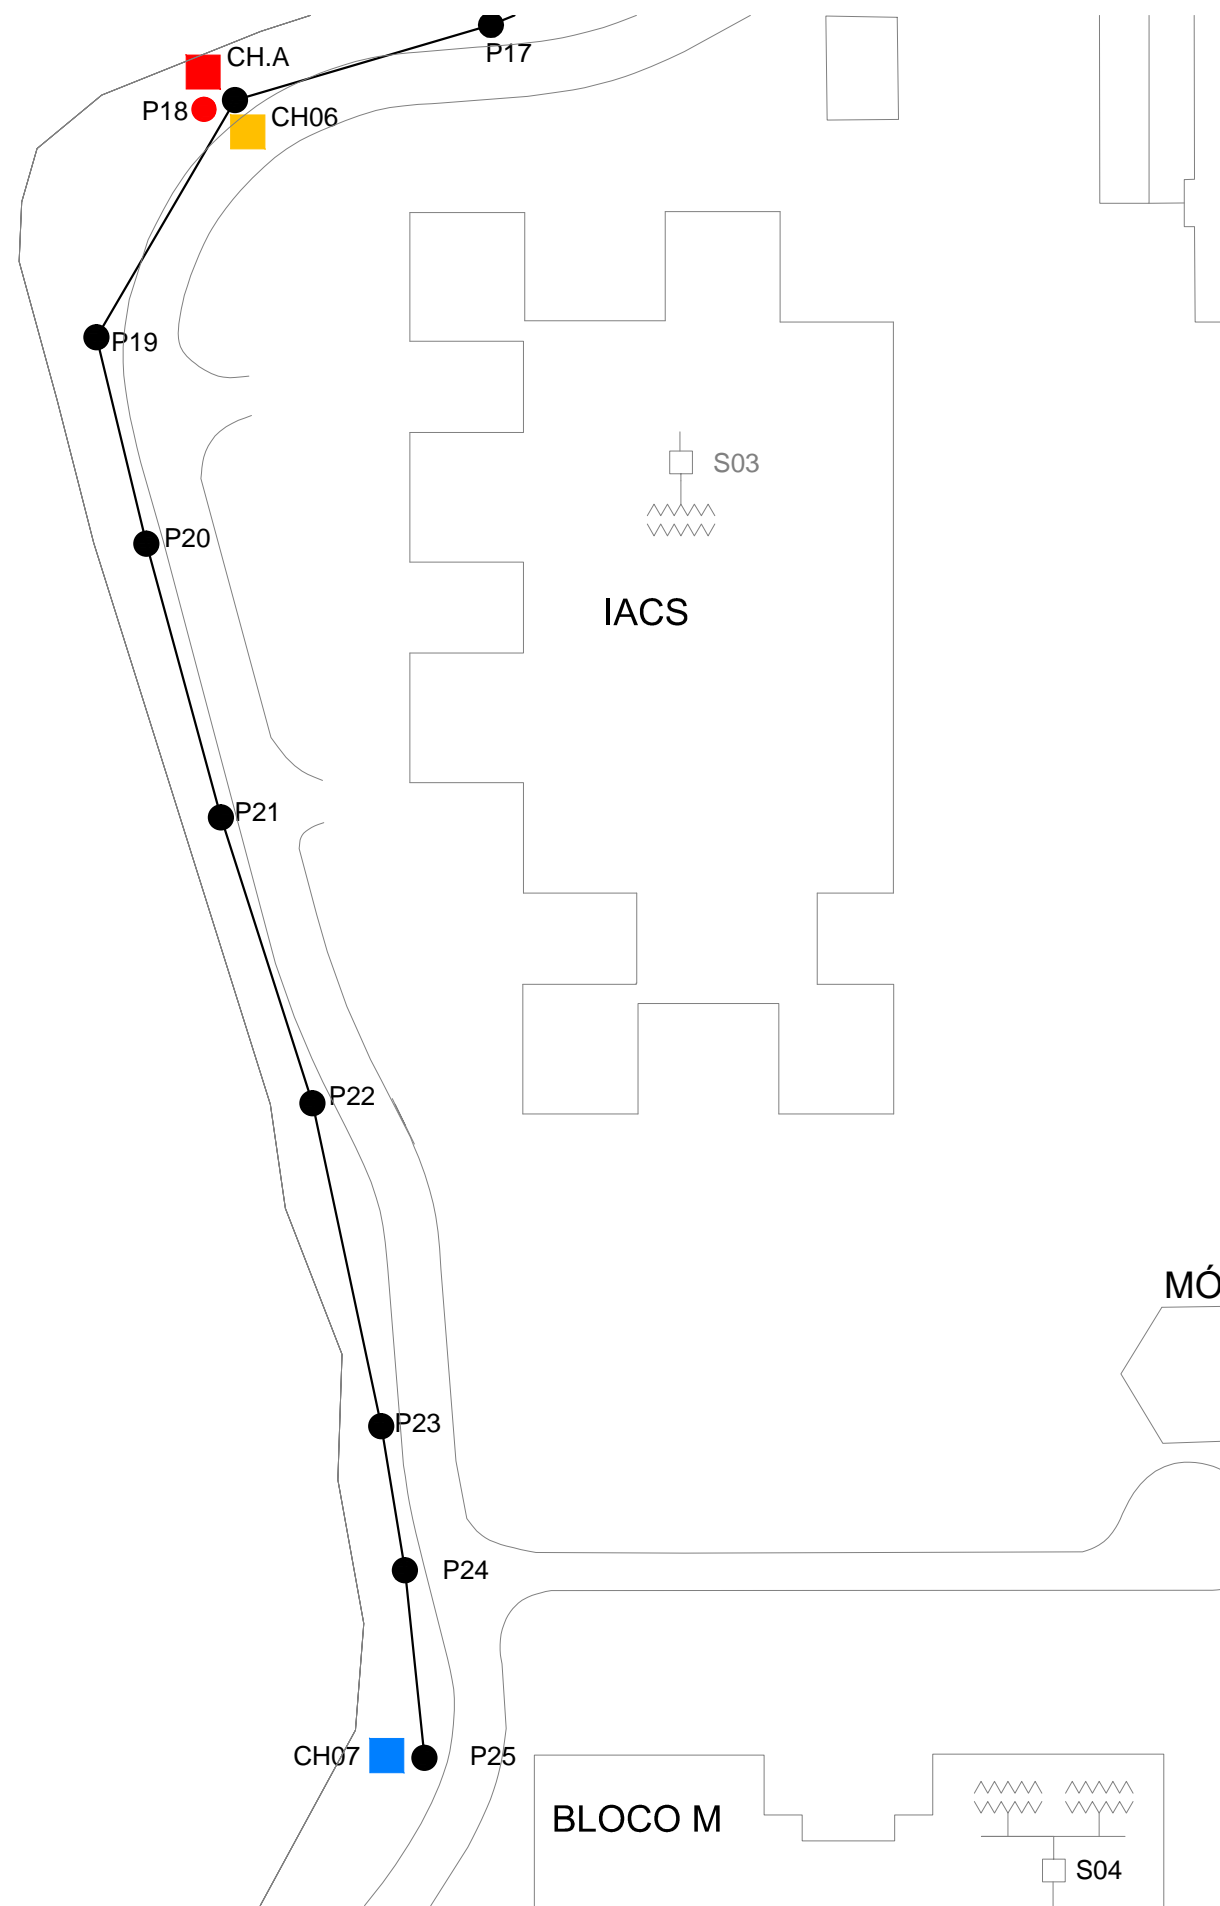 P17
CH.A
P18
CH06
P19
S03
P20
IACS
P21
P22
MÓ
P23
P24
CH07
P25
BLOCO M
S04